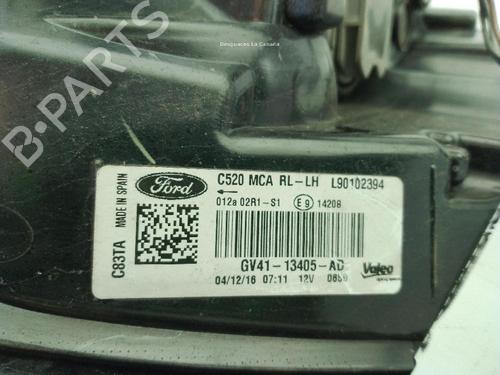 Desguaces La Cabaña
B-PARTS
Ford
C520 MCA RL-LH L90102394
012a 02R1-S1 E9 14208
MADE IN SPAIN
C83TA
GV41-13405-AD
04/12/16 07:11 12V 0859
Valeo